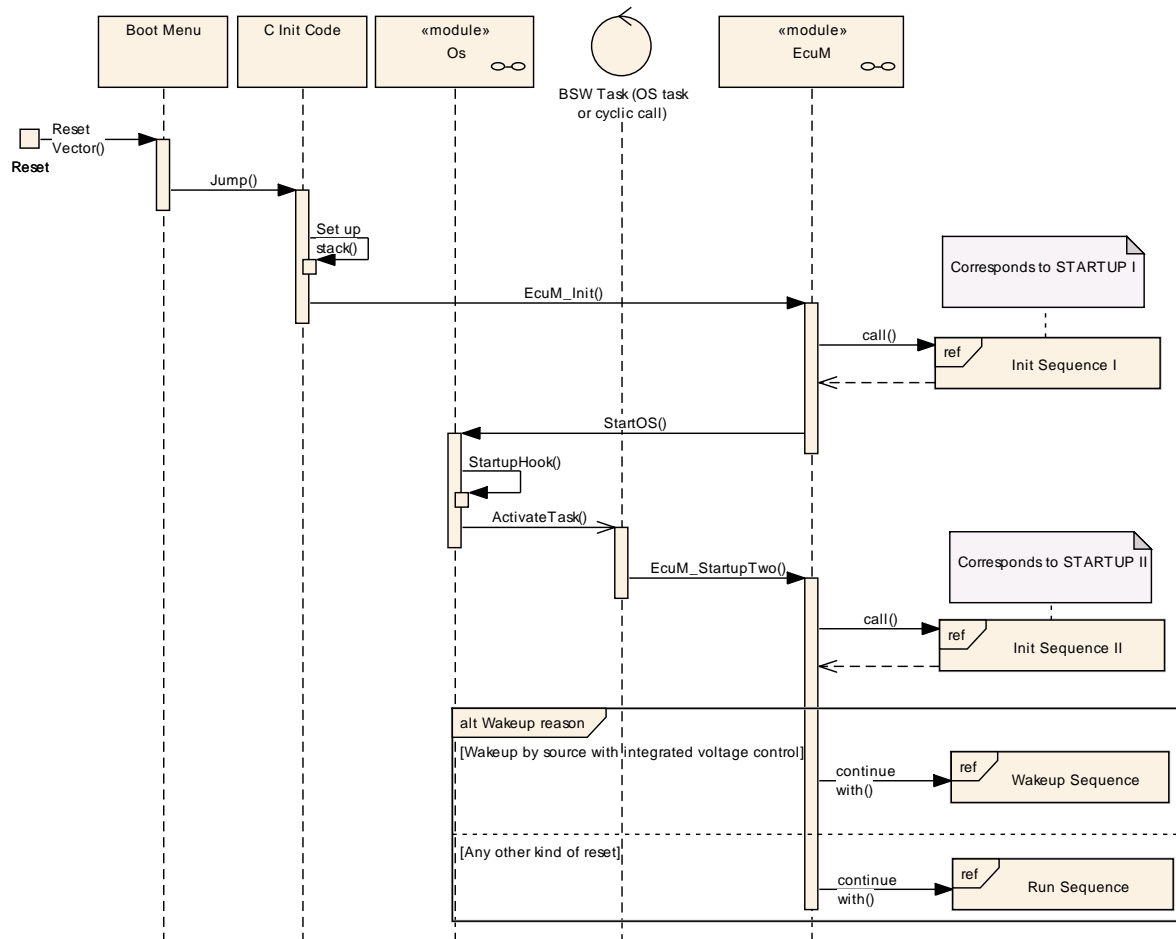 Boot Menu
C Init Code
«module»
Os
BSW Task (OS task
or cyclic call)
«module»
EcuM
Reset
Vector()
Reset
Jump()
Set up
stack()
EcuM_Init()
Corresponds to STARTUP I
call()
ref
Init Sequence I
StartOS()
StartupHook()
ActivateTask()
EcuM_StartupTwo()
Corresponds to STARTUP II
call()
ref
Init Sequence II
alt Wakeup reason
[Wakeup by source with integrated voltage control]
continue
with()
ref
Wakeup Sequence
[Any other kind of reset]
continue
with()
ref
Run Sequence